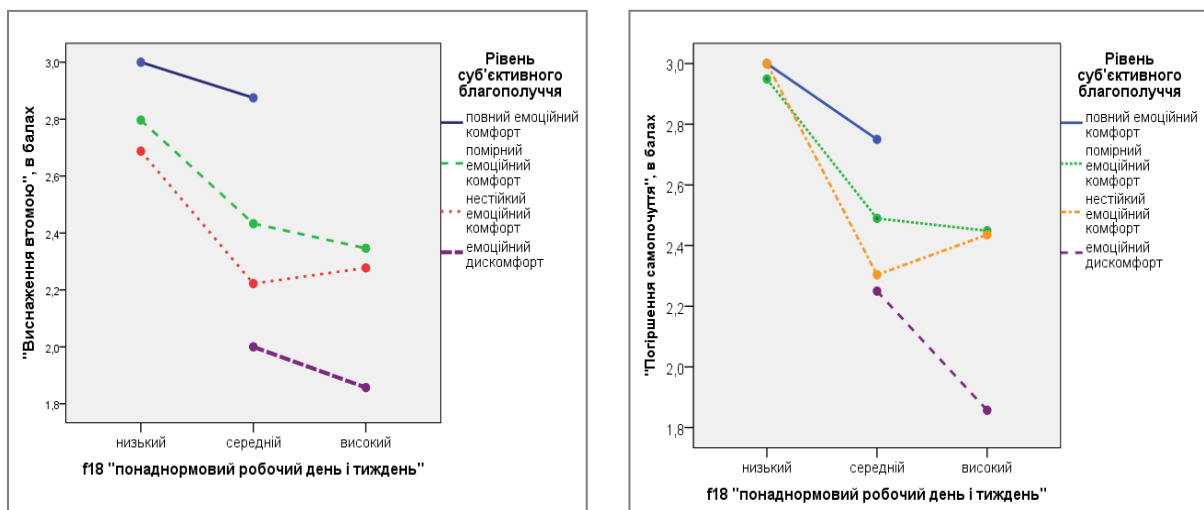 Рівень
суб'єктивного
благополуччя
повний емоційний
комфорт
помірний
емоційний
комфорт
нестійкий
емоційний
комфорт
емоційний
дискомфорт
"Виснаження втомою", в балах
3,0
2,8
2,6
2,4
2,2
2,0
1,8
низький
середній
високий
f18 "понаднормовий робочий день і тиждень"
Рівень
суб'єктивного
благополуччя
повний емоційний
комфорт
помірний
емоційний
комфорт
нестійкий
емоційний
комфорт
емоційний
дискомфорт
"Погіршення самопочуття", в балах
3,0
2,8
2,6
2,4
2,2
2,0
1,8
низький
середній
високий
f18 "понаднормовий робочий день і тиждень"